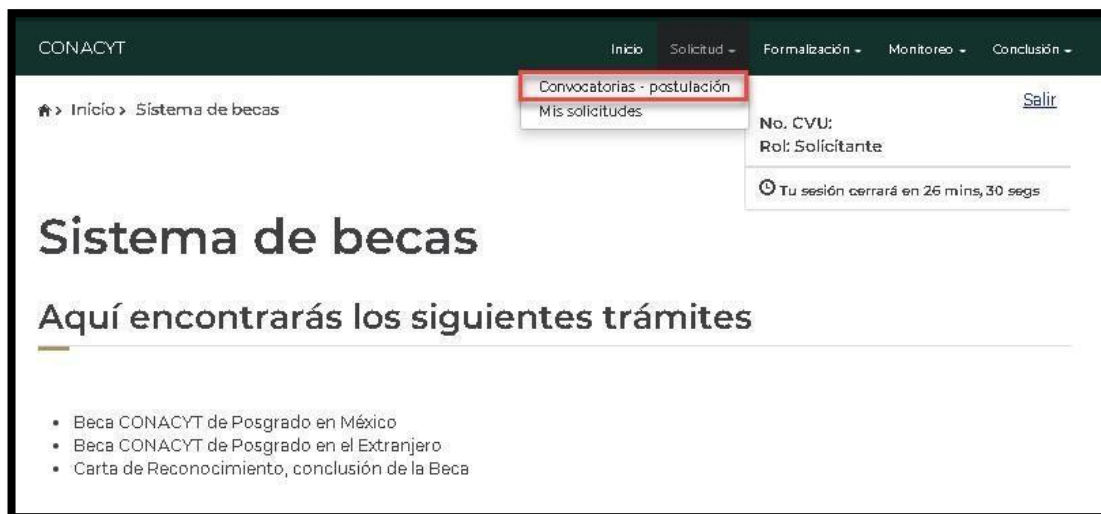 CONACYT
Inicio Solicitud Formalización Monitoreo Conclusión
Convocatorias - postulación
Mis solicitudes
> Inicio > Sistema de becas
Salir
No. CVU:
Rol: Solicitante
Tu sesión cerrará en 26 mins, 30 segs
Sistema de becas
Aquí encontrarás los siguientes trámites
• Beca CONACYT de Posgrado en México
• Beca CONACYT de Posgrado en el Extranjero
• Carta de Reconocimiento, conclusión de la Beca